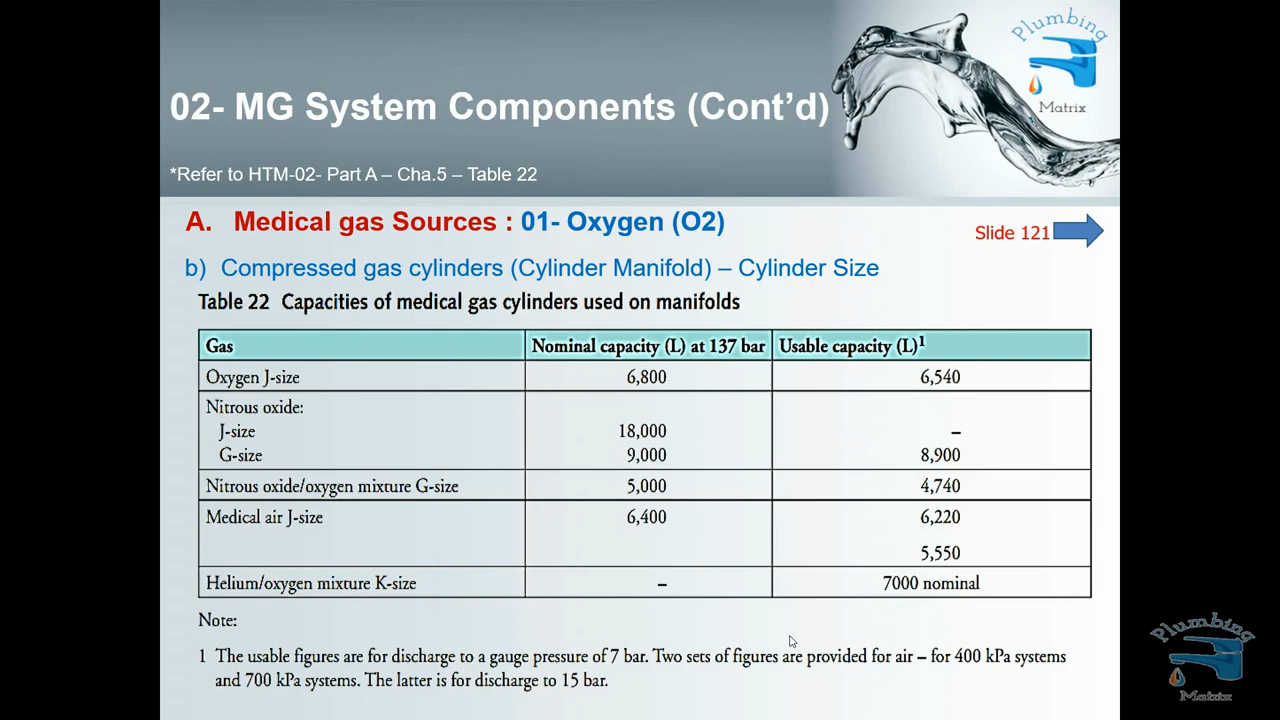 Plumbing
Matrix
02- MG System Components (Cont’d)
*Refer to HTM-02- Part A – Cha.5 – Table 22
A. Medical gas Sources : 01- Oxygen (O2)
Slide 121
b) Compressed gas cylinders (Cylinder Manifold) – Cylinder Size
Table 22 Capacities of medical gas cylinders used on manifolds
Gas Nominal capacity (L) at 137 bar Usable capacity (L)1
Oxygen J-size 6,800 6,540
Nitrous oxide:
J-size 18,000 –
G-size 9,000 8,900
Nitrous oxide/oxygen mixture G-size 5,000 4,740
Medical air J-size 6,400 6,220
5,550
Helium/oxygen mixture K-size – 7000 nominal
Note:
1 The usable figures are for discharge to a gauge pressure of 7 bar. Two sets of figures are provided for air – for 400 kPa systems
and 700 kPa systems. The latter is for discharge to 15 bar.
Plumbing
Matrix